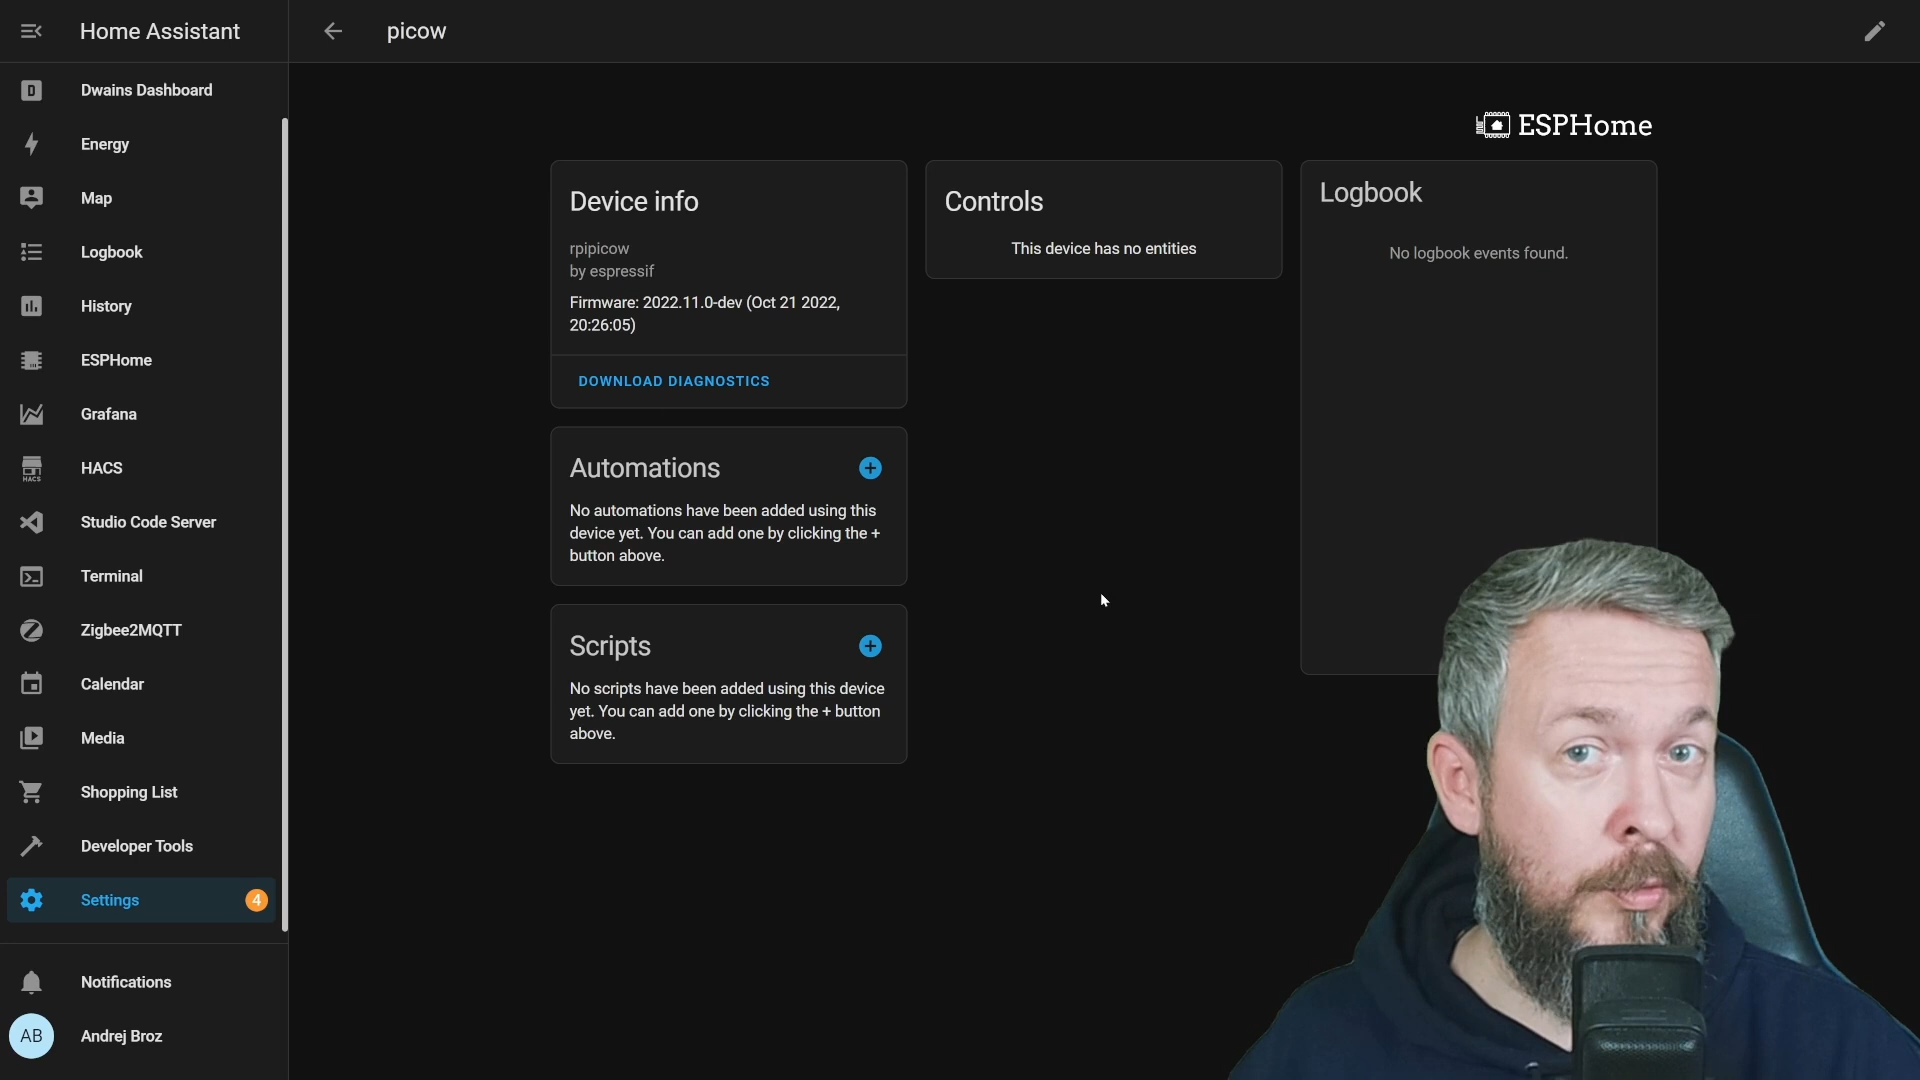 Home Assistant
picow
D
Dwains Dashboard
Energy
Map
Logbook
History
ESPHome
Grafana
HACS
HACS
Studio Code Server
Terminal
Zigbee2MQTT
Calendar
Media
Shopping List
Developer Tools
Settings
4
Notifications
AB
Andrej Broz
ESPHome
Device info
rpipicow
by espressif
Firmware: 2022.11.0-dev (Oct 21 2022,
20:26:05)
DOWNLOAD DIAGNOSTICS
Automations
No automations have been added using this
device yet. You can add one by clicking the +
button above.
Scripts
No scripts have been added using this device
yet. You can add one by clicking the + button
above.
Controls
This device has no entities
Logbook
No logbook events found.